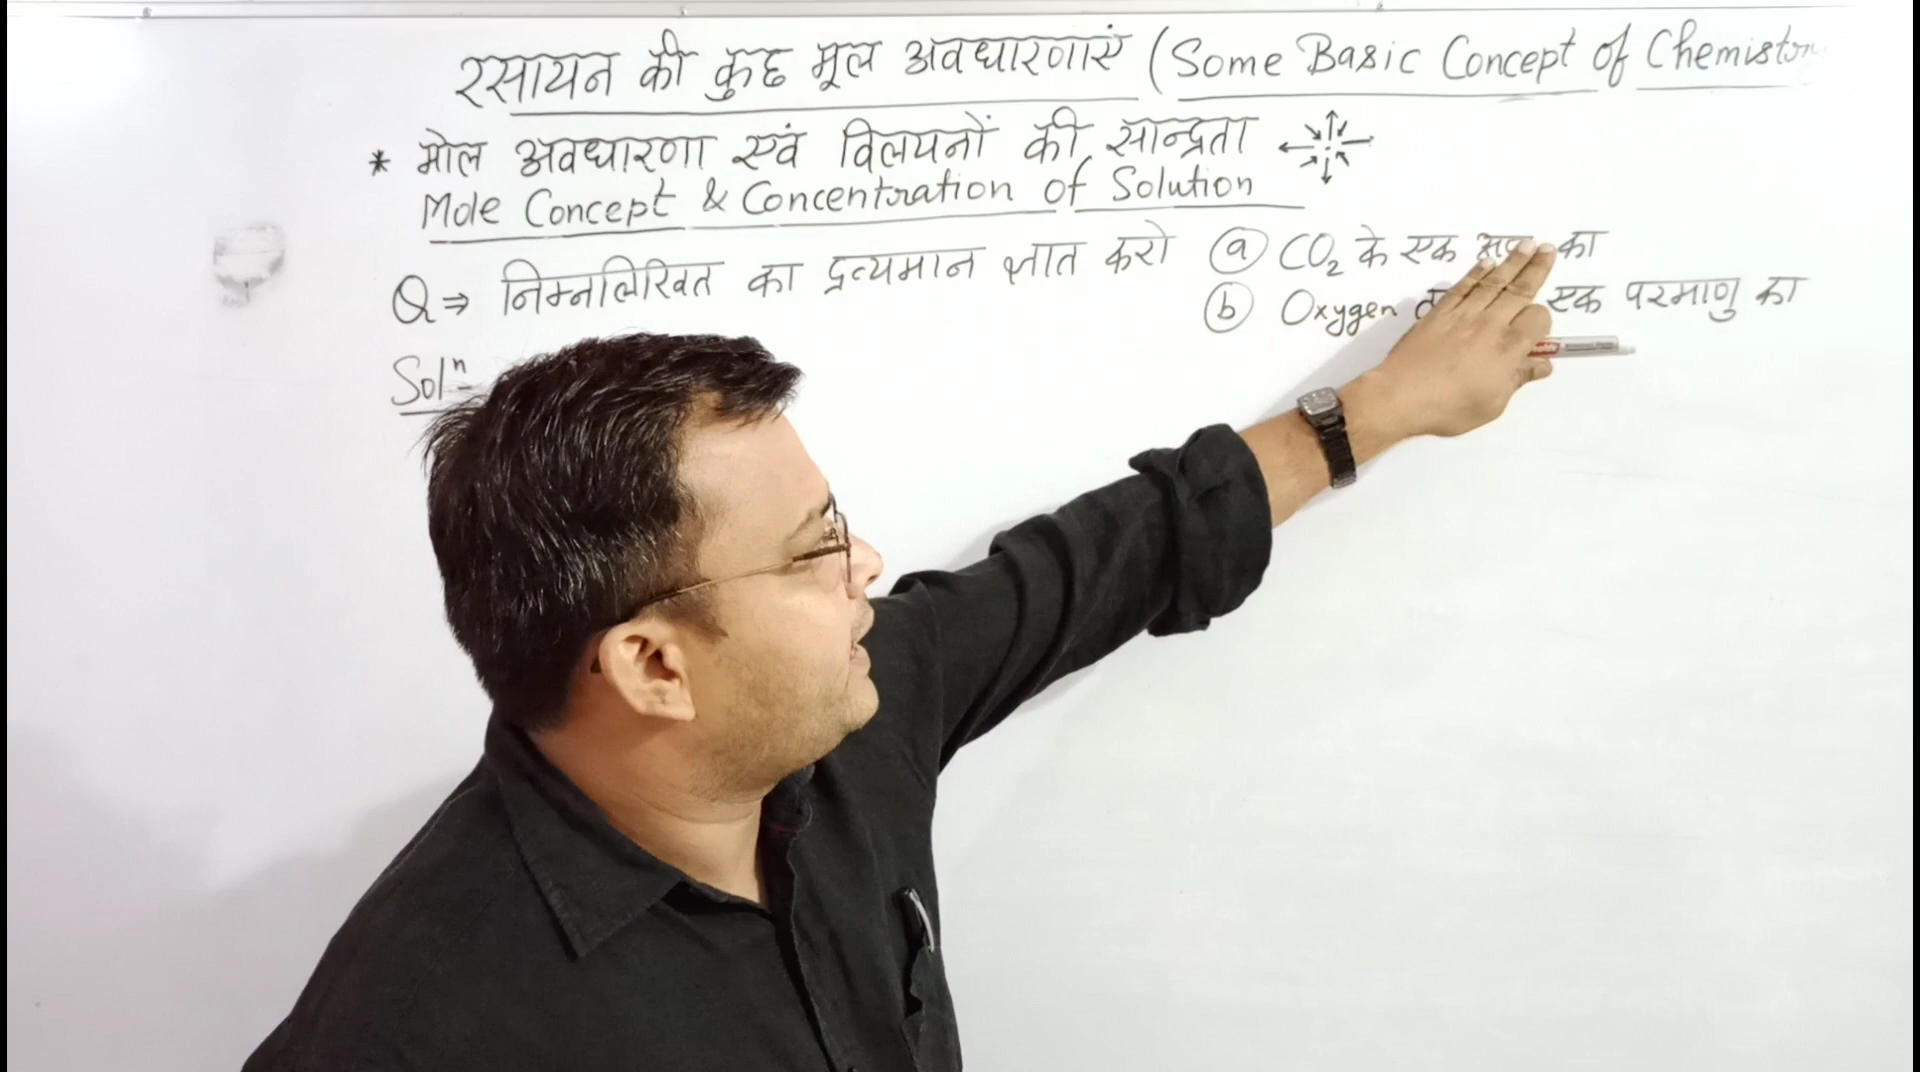 रसायन की कुछ मूल अवधारणाएं (Some Basic Concept of
* मोल अवधारणा एवं विलयनों की सान्द्रता
Mole Concept & Concentration of Solution
Q ⇒ निम्नलिखित का द्रव्यमान ज्ञात करो (a) CO₂ के एक का
(b) Oxygen एक परमाणु का
Solⁿ